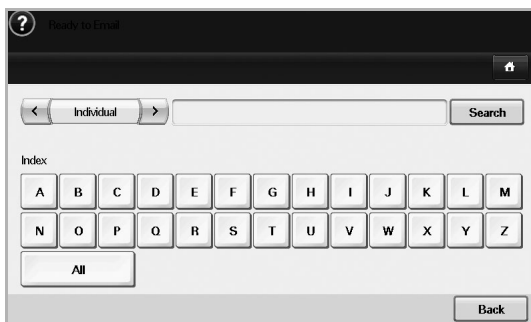 ? Ready to Email
< Individual > Search
Index
A B C D E F G H I J K L M
N O P Q R S T U V W X Y Z
All
Back